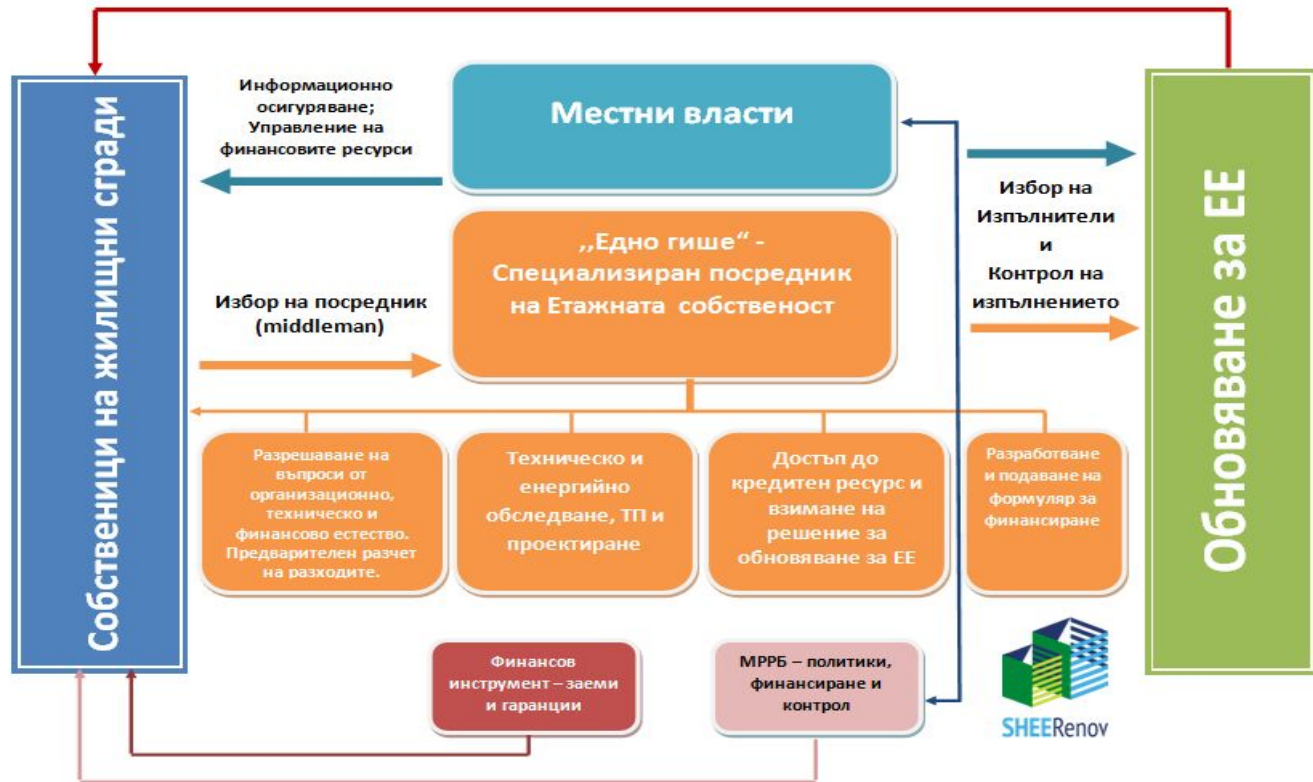 Собственици на жилищни сгради
Информационно
осигуряване;
Управление на
финансовите ресурси
Местни власти
,,Едно гише“ -
Специализиран посредник
на Етажната собственост
Избор на посредник
(middleman)
Избор на
Изпълнители
и
Контрол на
изпълнението
Обновяване за ЕЕ
Разрешаване на
въпроси от
организационно,
техническо и
финансово естество.
Предварителен разчет
на разходите.
Техническо и
енергийно
обследване, ТП и
проектиране
Достъп до
кредитен ресурс и
взимане на
решение за
обновяване за ЕЕ
Разработване
и подаване на
формуляр за
финансиране
Финансов
инструмент – заеми
и гаранции
МРРБ – политики,
финансиране и
контрол
SHEERenov